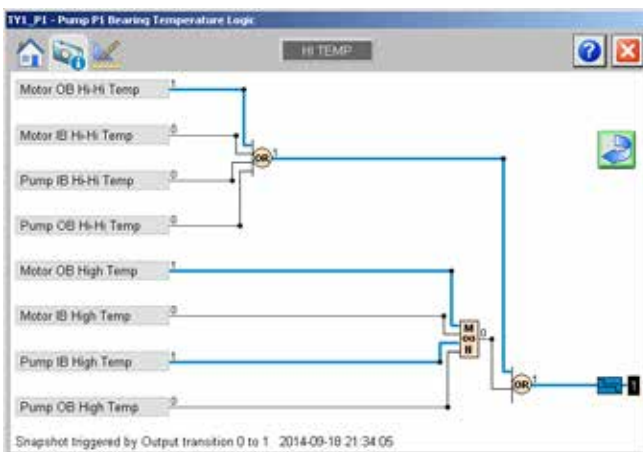 TY1_P1 - Pump P1 Bearing Temperature Logic
HI TEMP
?
Motor OB Hi-Hi Temp 1
Motor IB Hi-Hi Temp 0
OR 1
Pump IB Hi-Hi Temp 0
Pump OB Hi-Hi Temp 0
Motor OB High Temp 1
Motor IB High Temp 0
M
oo
N
0
Pump IB High Temp 1
OR 1
1
Pump OB High Temp 0
Snapshot triggered by Output transition 0 to 1 2014-09-18 21:34:05